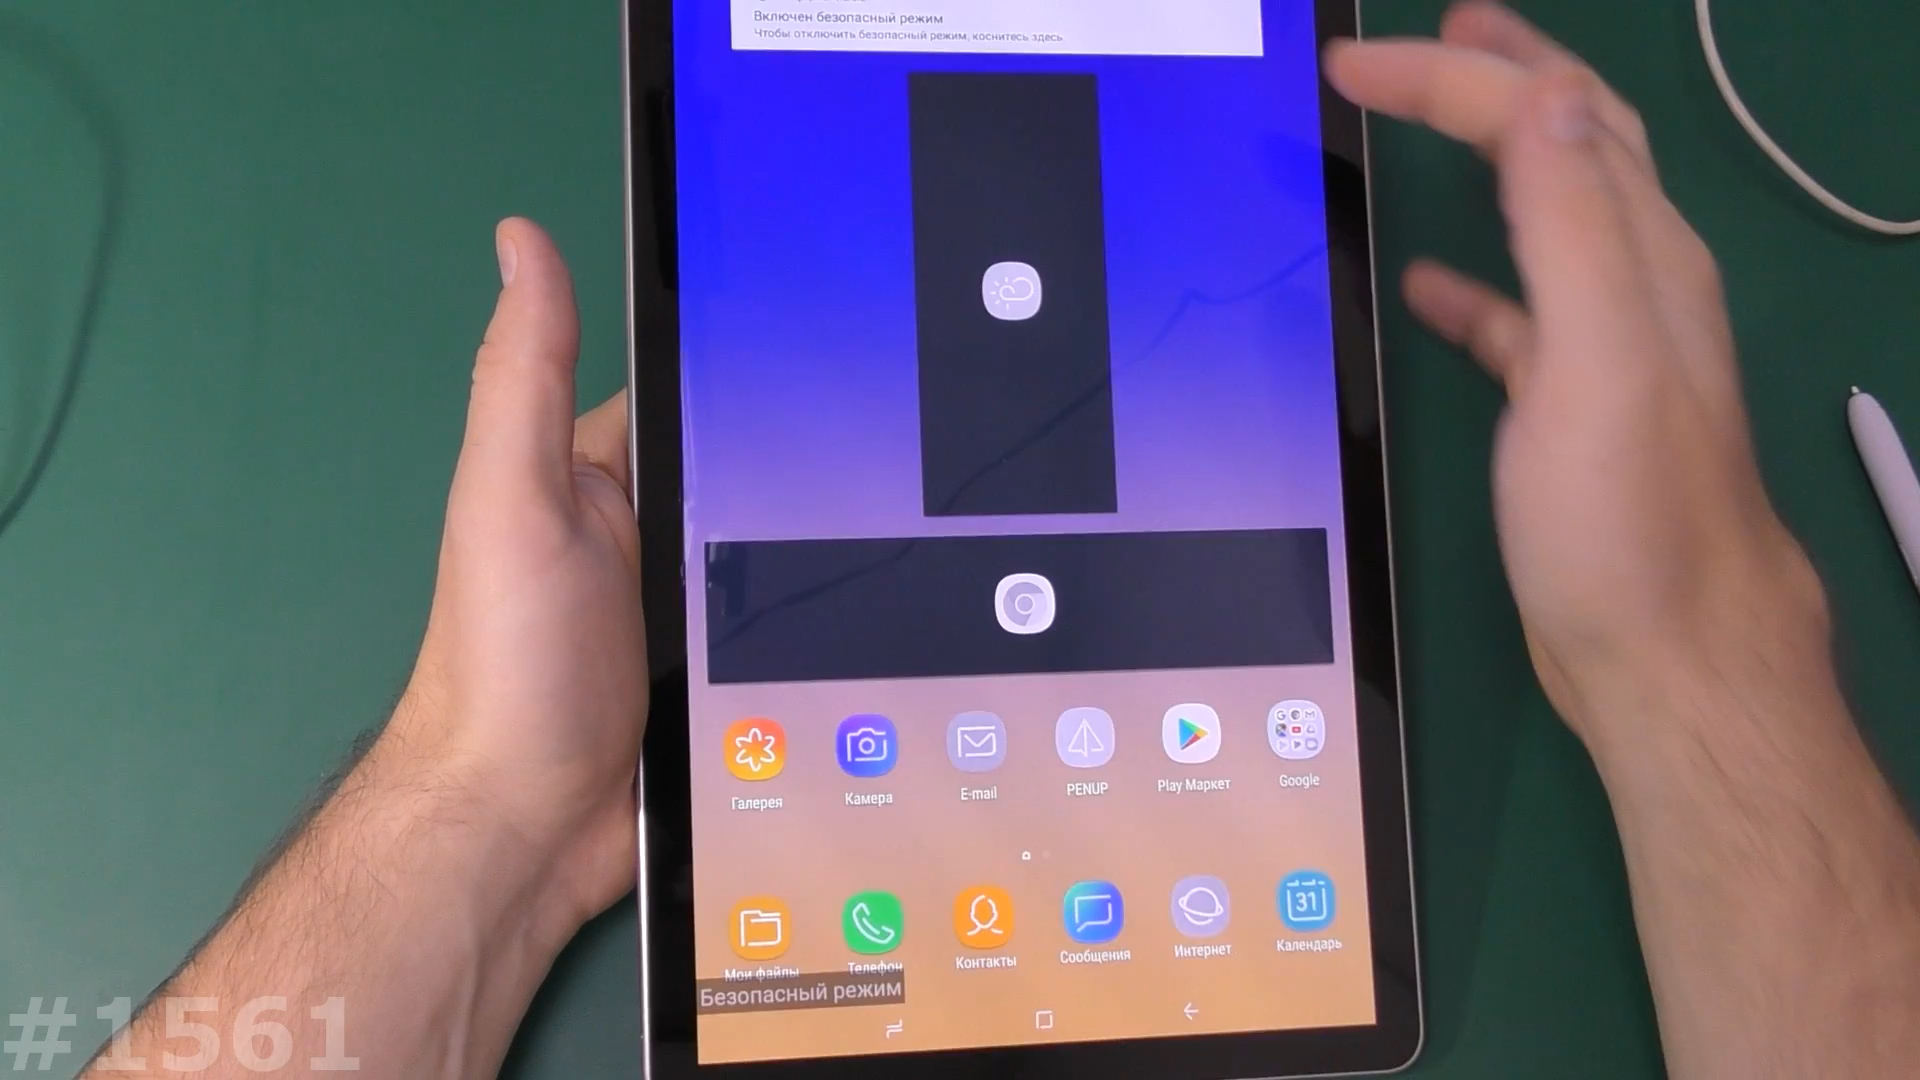 Включен безопасный режим
Чтобы отключить безопасный режим, коснитесь здесь.
Галерея
Камера
E-mail
PENUP
Play Маркет
Google
31
Мои файлы
Телефон
Контакты
Сообщения
Интернет
Календарь
Безопасный режим
#1561